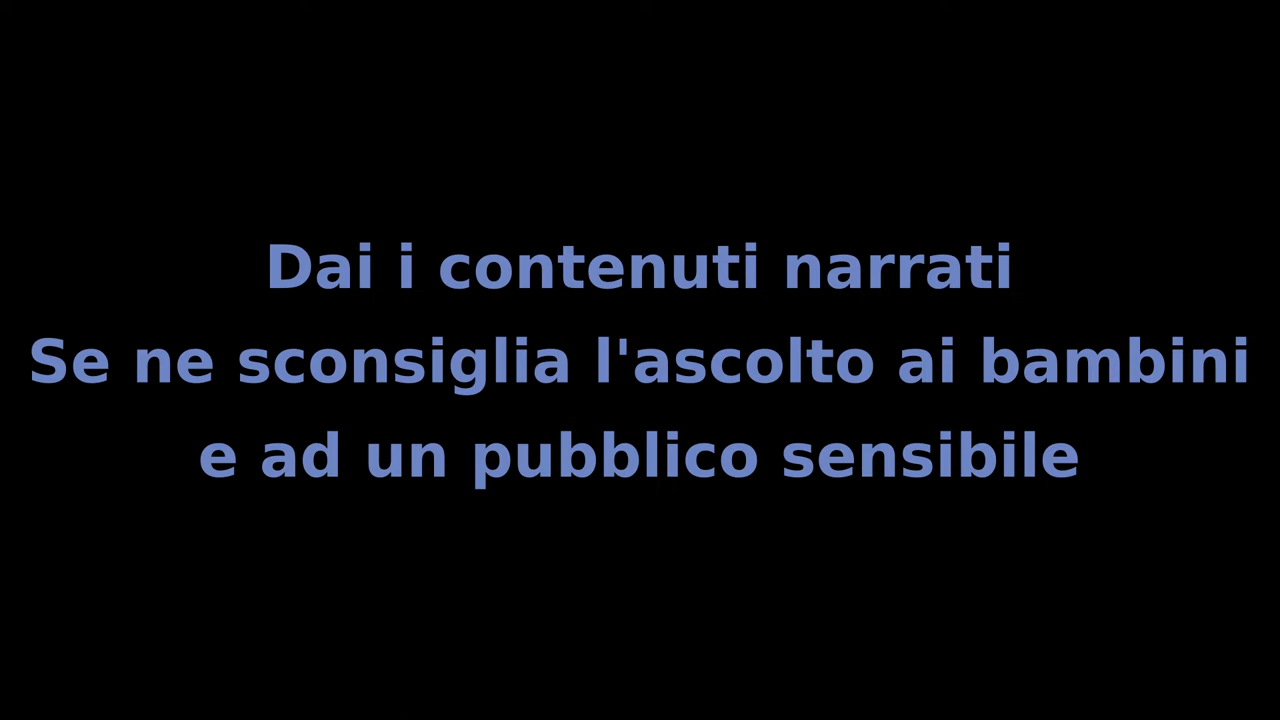 Dai i contenuti narrati
Se ne sconsiglia l'ascolto ai bambini
e ad un pubblico sensibile